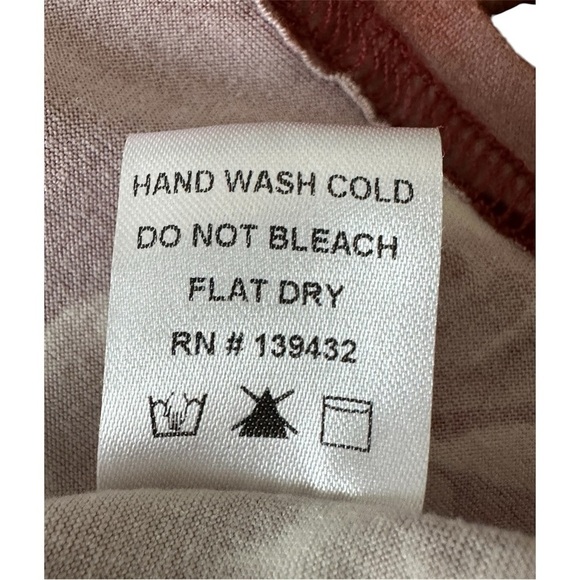 HAND WASH COLD
DO NOT BLEACH
FLAT DRY
RN # 139432